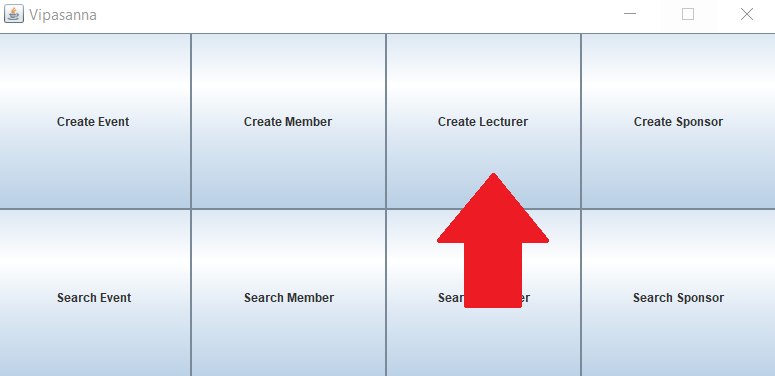 Vipasanna
Create Event
Create Member
Create Lecturer
Create Sponsor
Search Event
Search Member
Search Sponsor